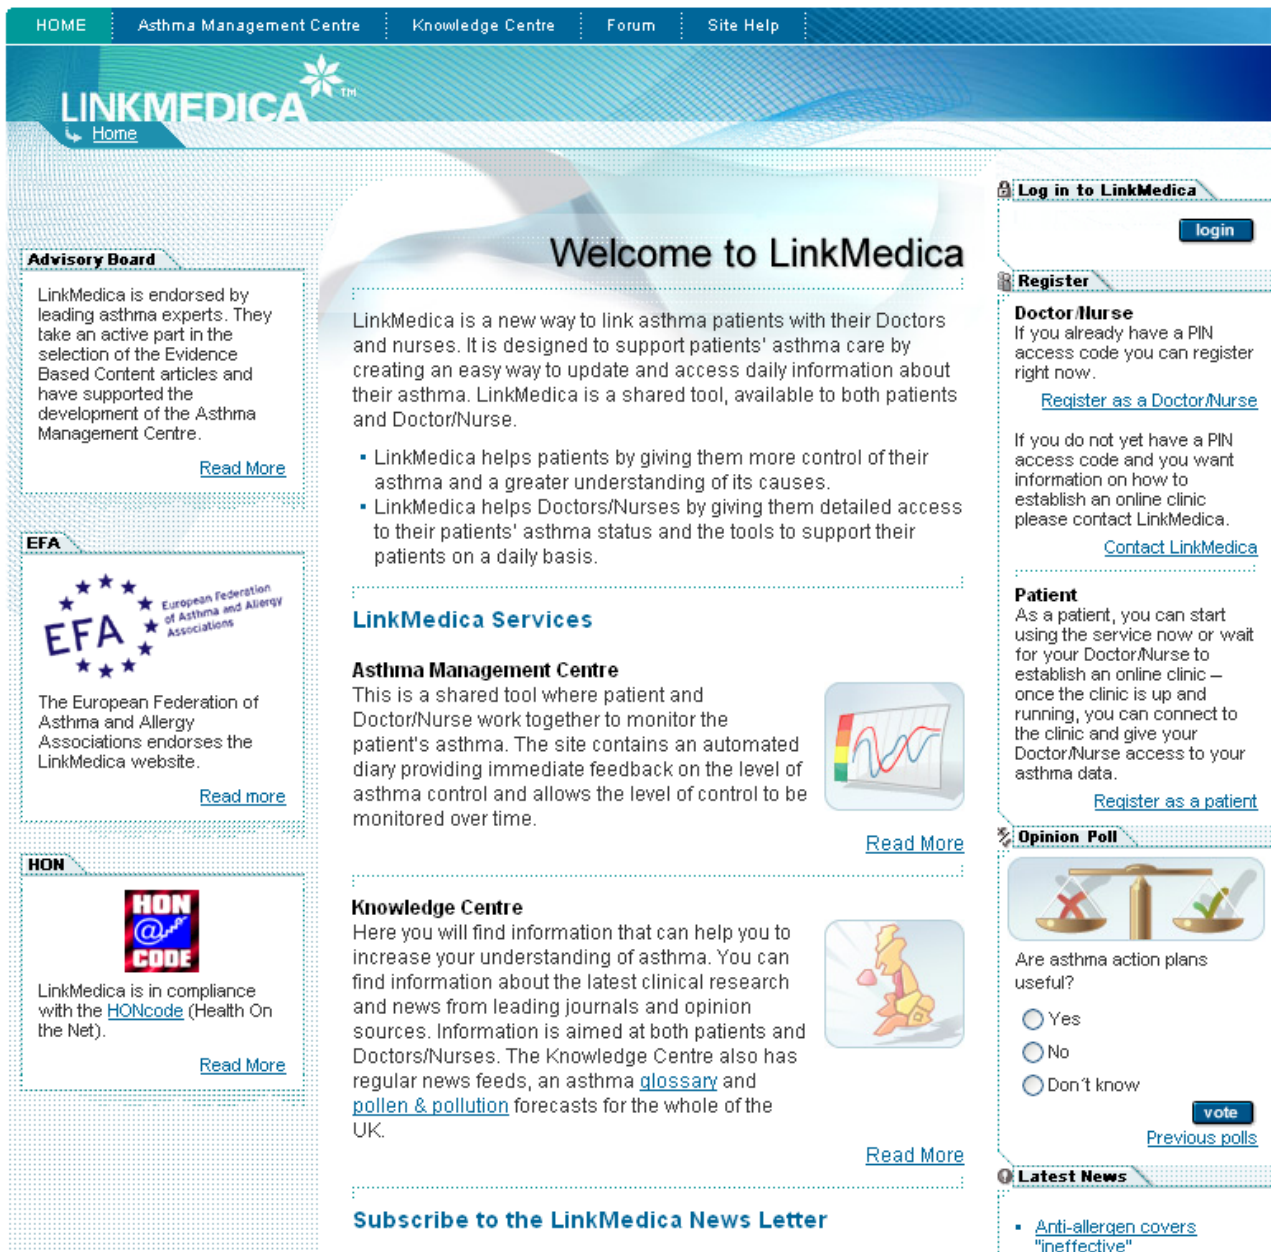 HOME
Asthma Management Centre
Knowledge Centre
Forum
Site Help
LINKMEDICA TM
Home
Advisory Board
LinkMedica is endorsed by
leading asthma experts. They
take an active part in the
selection of the Evidence
Based Content articles and
have supported the
development of the Asthma
Management Centre.
Read More
EFA
EFA
European Federation
of Asthma and Allergy
Associations
The European Federation of
Asthma and Allergy
Associations endorses the
LinkMedica website.
Read more
HON
HON
@
CODE
LinkMedica is in compliance
with the HONcode (Health On
the Net).
Read More
Welcome to LinkMedica
LinkMedica is a new way to link asthma patients with their Doctors
and nurses. It is designed to support patients' asthma care by
creating an easy way to update and access daily information about
their asthma. LinkMedica is a shared tool, available to both patients
and Doctor/Nurse.
▪ LinkMedica helps patients by giving them more control of their
asthma and a greater understanding of its causes.
▪ LinkMedica helps Doctors/Nurses by giving them detailed access
to their patients' asthma status and the tools to support their
patients on a daily basis.
LinkMedica Services
Asthma Management Centre
This is a shared tool where patient and
Doctor/Nurse work together to monitor the
patient's asthma. The site contains an automated
diary providing immediate feedback on the level of
asthma control and allows the level of control to be
monitored over time.
Read More
Knowledge Centre
Here you will find information that can help you to
increase your understanding of asthma. You can
find information about the latest clinical research
and news from leading journals and opinion
sources. Information is aimed at both patients and
Doctors/Nurses. The Knowledge Centre also has
regular news feeds, an asthma glossary and
pollen & pollution forecasts for the whole of the
UK.
Read More
Subscribe to the LinkMedica News Letter
Log in to LinkMedica
login
Register
Doctor/Nurse
If you already have a PIN
access code you can register
right now.
Register as a Doctor/Nurse
If you do not yet have a PIN
access code and you want
information on how to
establish an online clinic
please contact LinkMedica.
Contact LinkMedica
Patient
As a patient, you can start
using the service now or wait
for your Doctor/Nurse to
establish an online clinic –
once the clinic is up and
running, you can connect to
the clinic and give your
Doctor/Nurse access to your
asthma data.
Register as a patient
Opinion Poll
Are asthma action plans
useful?
Yes
No
Don´t know
vote
Previous polls
Latest News
▪ Anti-allergen covers
"ineffective"